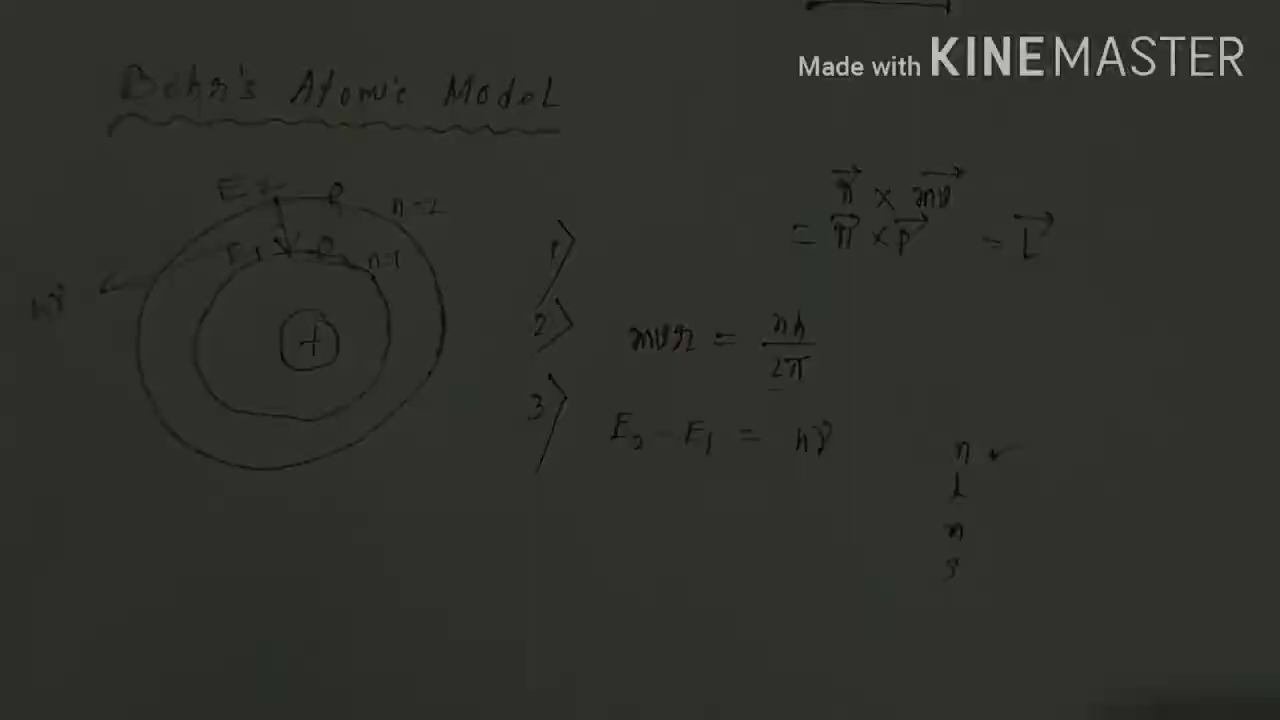 Made with KINEMASTER
Bohr's Atomic Model
E2
n=2
E1
n=1
hν
+
r⃗ × mv⃗
= r⃗ × p⃗ = L⃗
1>
2> mvr = nh/2π
3> E2 - E1 = hν
n ✓
l
m
s